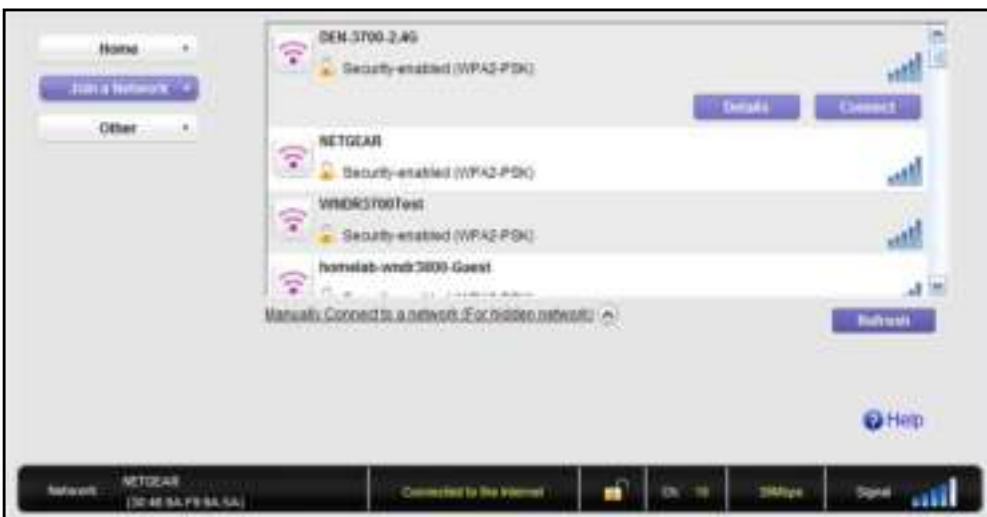 DEN-3700-2.4G
Security-enabled (WPA2-PSK)
Home
Join a Network
Other
Details
Connect
NETGEAR
Security-enabled (WPA2-PSK)
WNDR3700Test
Security-enabled (WPA2-PSK)
homelab-wndr3800-Guest
Manually Connect to a network (For hidden network)
Refresh
Help
Network
NETGEAR
Connected to the Internet
Ch:
Signal